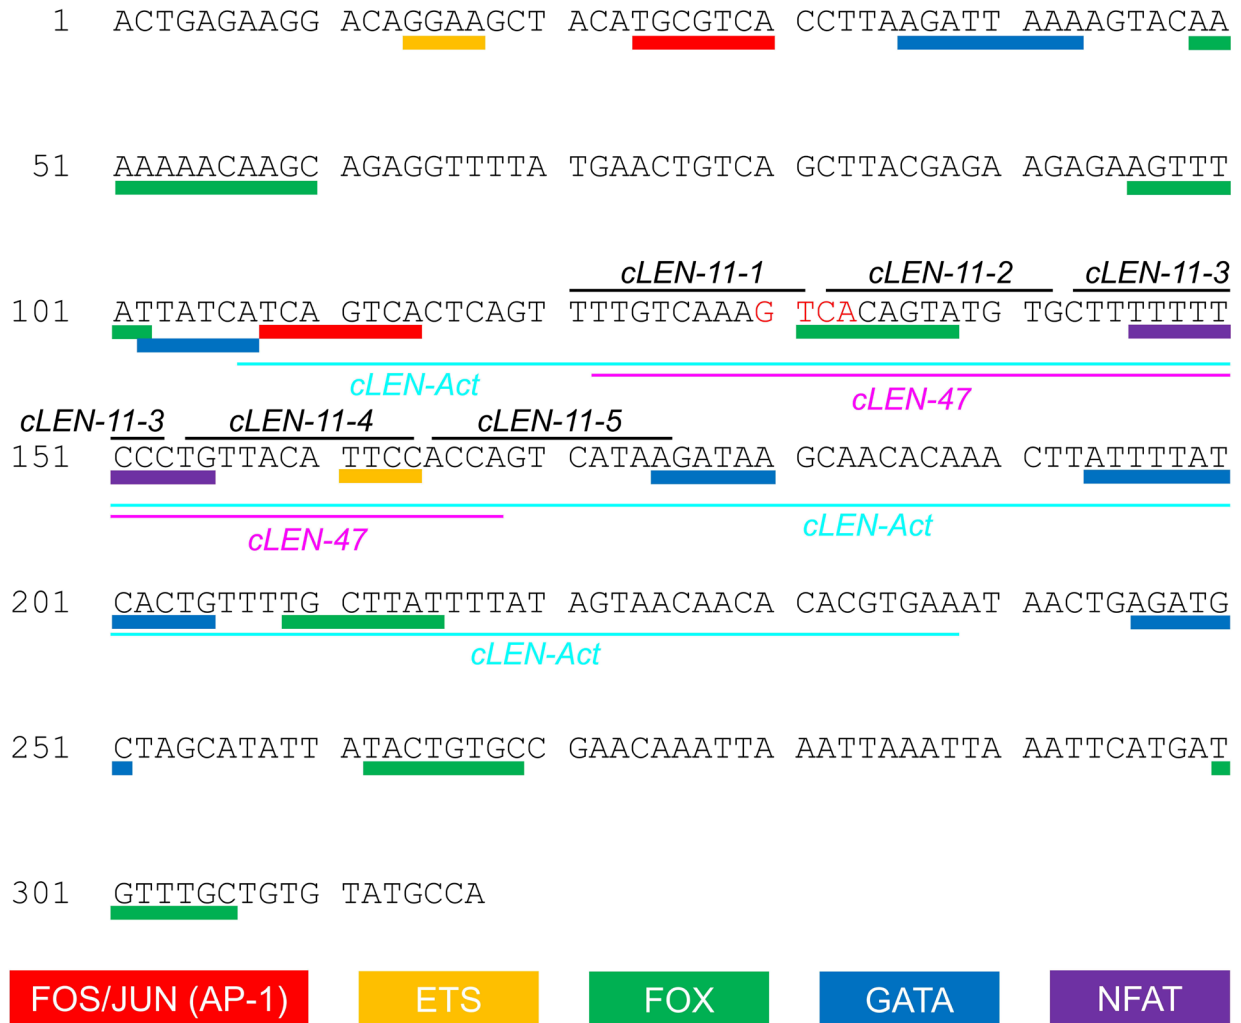 1 ACTGAGAAGG ACAGGAAGCT ACATGCGTCA CCTTAAGATT AAAAGTACAA
51 AAAAACAAGC AGAGGTTTTA TGAACTGTCA GCTTACGAGA AGAGAAGTTT
cLEN-11-1 cLEN-11-2 cLEN-11-3
101 ATTATCATCA GTCACTCAGT TTTGTCAAAG TCACAGTATG TGCTTTTTTT
cLEN-Act
cLEN-47
cLEN-11-3 cLEN-11-4 cLEN-11-5
151 CCCTGTTACA TTCCACCAGT CATAAGATAA GCAACACAAA CTTATTTTAT
cLEN-Act
cLEN-47
201 CACTGTTTTG CTTATTTTAT AGTAACAACA CACGTGAAAT AACTGAGATG
cLEN-Act
251 CTAGCATATT ATACTGTGCC GAACAAATTA AATTAAATTA AATTCATGAT
301 GTTTGCTGTG TATGCCA
FOS/JUN (AP-1) ETS FOX GATA NFAT